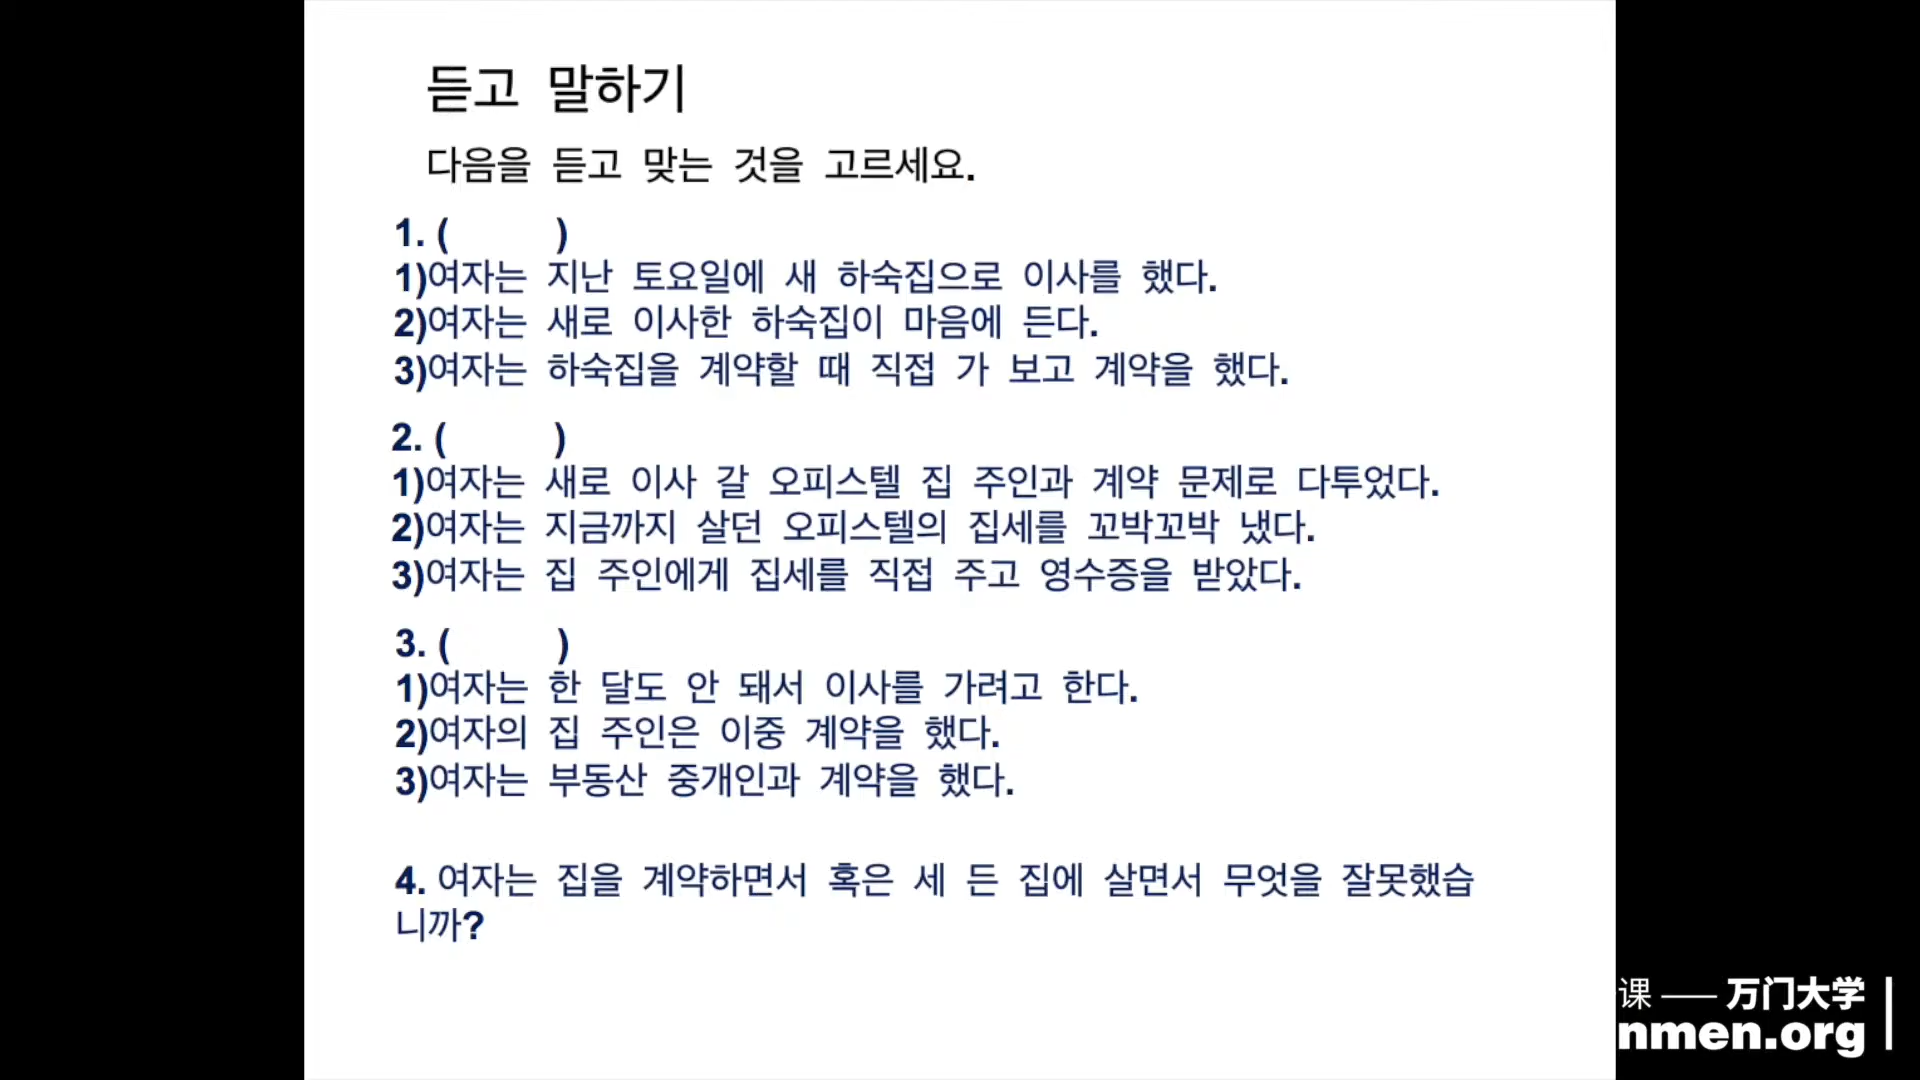 듣고 말하기
다음을 듣고 맞는 것을 고르세요.
1. ( )
1)여자는 지난 토요일에 새 하숙집으로 이사를 했다.
2)여자는 새로 이사한 하숙집이 마음에 든다.
3)여자는 하숙집을 계약할 때 직접 가 보고 계약을 했다.
2. ( )
1)여자는 새로 이사 갈 오피스텔 집 주인과 계약 문제로 다투었다.
2)여자는 지금까지 살던 오피스텔의 집세를 꼬박꼬박 냈다.
3)여자는 집 주인에게 집세를 직접 주고 영수증을 받았다.
3. ( )
1)여자는 한 달도 안 돼서 이사를 가려고 한다.
2)여자의 집 주인은 이중 계약을 했다.
3)여자는 부동산 중개인과 계약을 했다.
4. 여자는 집을 계약하면서 혹은 세 든 집에 살면서 무엇을 잘못했습
니까?
课 —— 万门大学
nmen.org